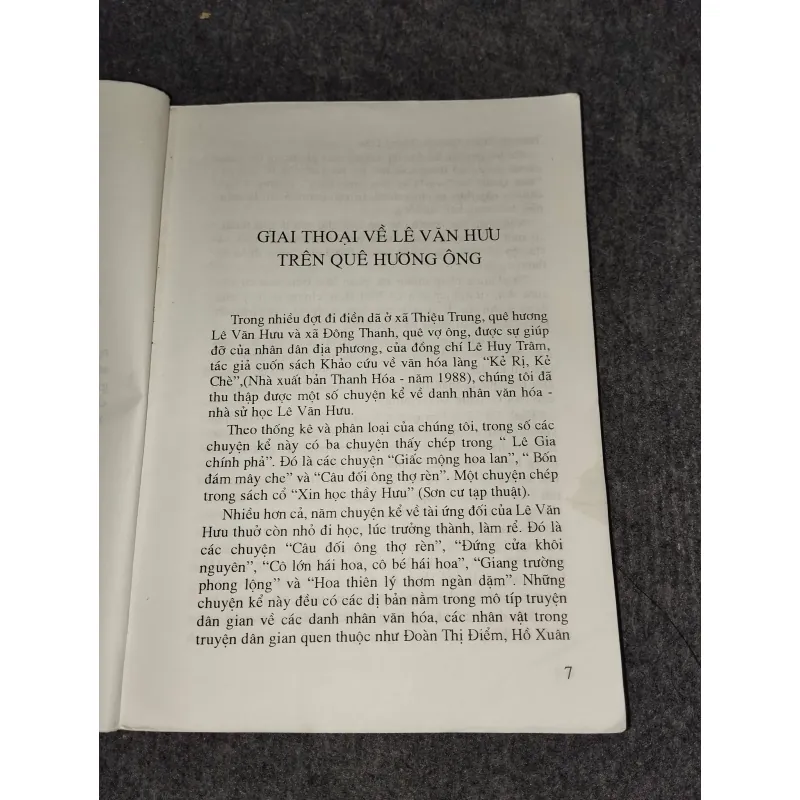 GIAI THOẠI VỀ LÊ VĂN HƯU
TRÊN QUÊ HƯƠNG ÔNG
Trong nhiều đợt đi điền dã ở xã Thiệu Trung, quê hương
Lê Văn Hưu và xã Đông Thanh, quê vợ ông, được sự giúp
đỡ của nhân dân địa phương, của đồng chí Lê Huy Trâm,
tác giả cuốn sách Khảo cứu về văn hóa làng “Kẻ Rị, Kẻ
Chè”,(Nhà xuất bản Thanh Hóa - năm 1988), chúng tôi đã
thu thập được một số chuyện kể về danh nhân văn hóa -
nhà sử học Lê Văn Hưu.
Theo thống kê và phân loại của chúng tôi, trong số các
chuyện kể này có ba chuyện thấy chép trong “ Lê Gia
chính phả”. Đó là các chuyện “Giấc mộng hoa lan”, “ Bốn
đám mây che” và “Câu đối ông thợ rèn”. Một chuyện chép
trong sách cổ “Xin học thầy Hưu” (Sơn cư tạp thuật).
Nhiều hơn cả, năm chuyện kể về tài ứng đối của Lê Văn
Hưu thuở còn nhỏ đi học, lúc trưởng thành, làm rể. Đó là
các chuyện “Câu đối ông thợ rèn”, “Đứng cửa khôi
nguyên”, “Cô lớn hái hoa, cô bé hái hoa”, “Giang trường
phong lộng” và “Hoa thiên lý thơm ngàn dặm”. Những
chuyện kể này đều có các dị bản nằm trong mô típ truyện
dân gian về các danh nhân văn hóa, các nhân vật trong
truyện dân gian quen thuộc như Đoàn Thị Điểm, Hồ Xuân
7